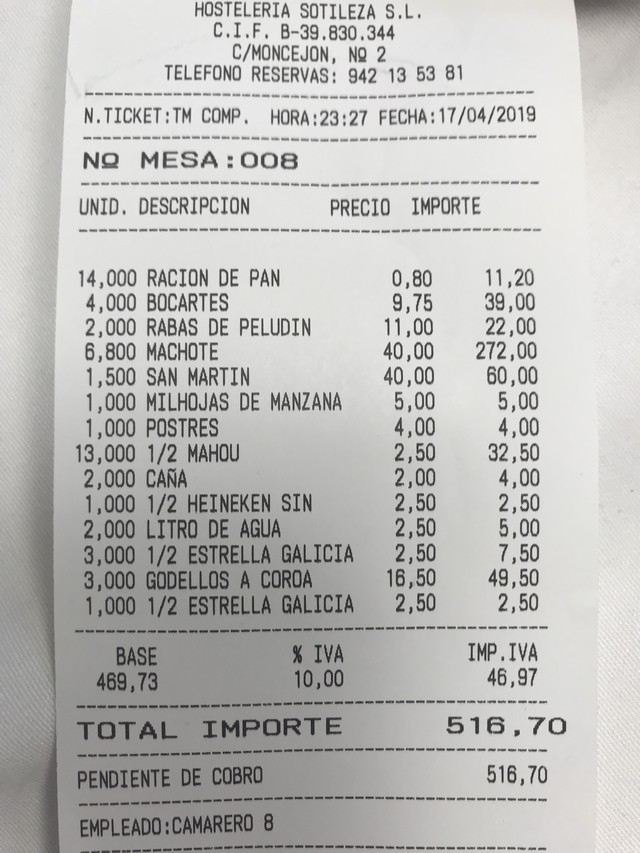 HOSTELERIA SOTILEZA S.L.
C.I.F. B-39.830.344
C/MONCEJON, Nº 2
TELEFONO RESERVAS: 942 13 53 81
N.TICKET:TM COMP. HORA:23:27 FECHA:17/04/2019
Nº MESA:008
UNID. DESCRIPCION PRECIO IMPORTE
14,000 RACION DE PAN 0,80 11,20
4,000 BOCARTES 9,75 39,00
2,000 RABAS DE PELUDIN 11,00 22,00
6,800 MACHOTE 40,00 272,00
1,500 SAN MARTIN 40,00 60,00
1,000 MILHOJAS DE MANZANA 5,00 5,00
1,000 POSTRES 4,00 4,00
13,000 1/2 MAHOU 2,50 32,50
2,000 CAÑA 2,00 4,00
1,000 1/2 HEINEKEN SIN 2,50 2,50
2,000 LITRO DE AGUA 2,50 5,00
3,000 1/2 ESTRELLA GALICIA 2,50 7,50
3,000 GODELLOS A COROA 16,50 49,50
1,000 1/2 ESTRELLA GALICIA 2,50 2,50
BASE % IVA IMP.IVA
469,73 10,00 46,97
TOTAL IMPORTE 516,70
PENDIENTE DE COBRO 516,70
EMPLEADO:CAMARERO 8